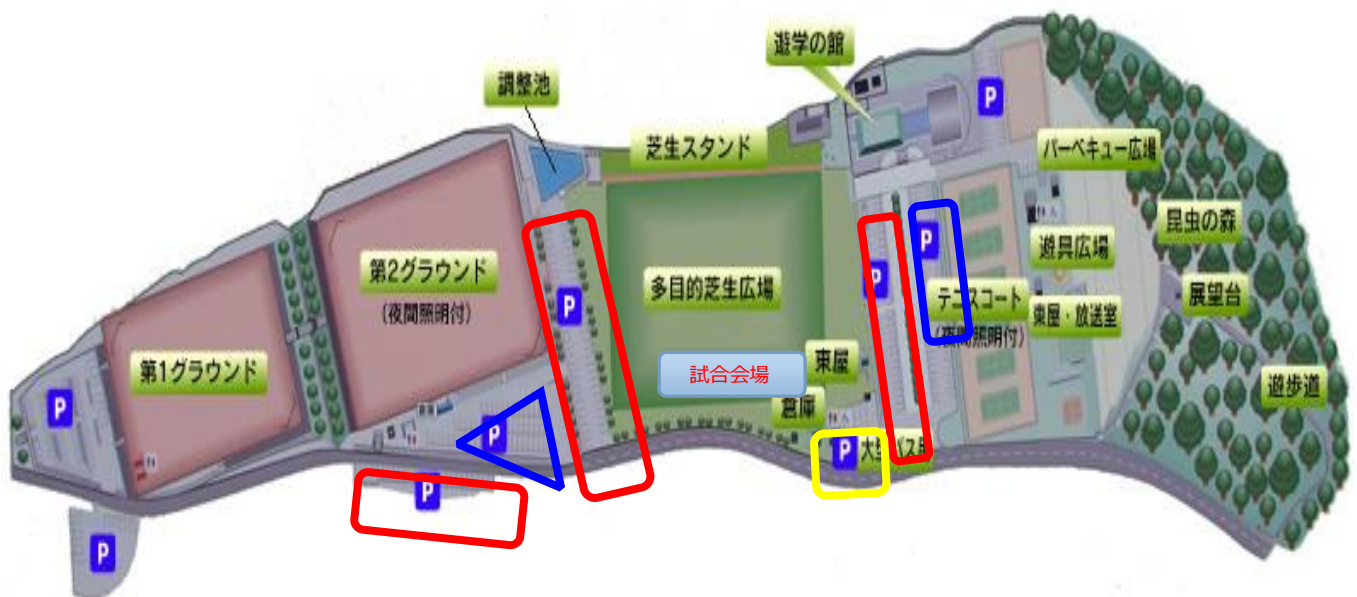 遊学の館
調整池
P
芝生スタンド
バーベキュー広場
昆虫の森
P
遊具広場
第2グラウンド
(夜間照明付)
多目的芝生広場
P
P
テニスコート
(夜間照明付)
東屋・放送室
展望台
第1グラウンド
試合会場
東屋
遊歩道
P
倉庫
P
P
大型バス用
P
P